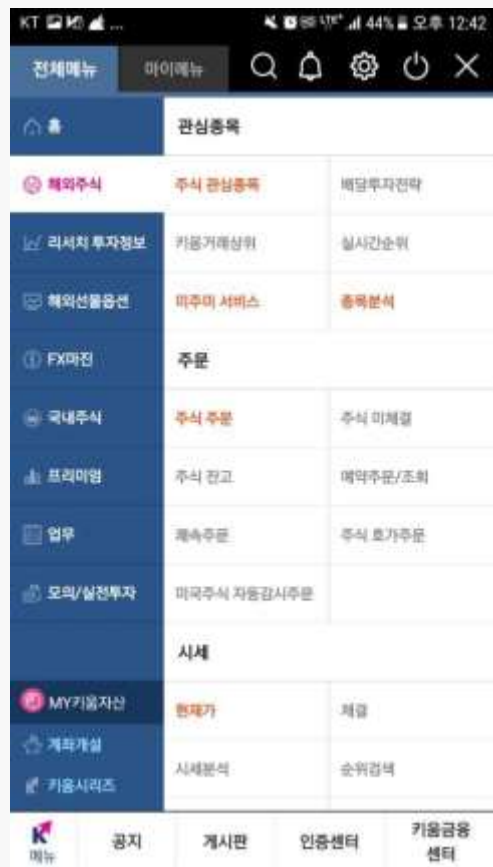 KT ... 44% 오후 12:42
전체메뉴 마이메뉴
홈
관심종목
해외주식
주식 관심종목 배당투자전략
리서치 투자정보
키움거래상위 실시간순위
해외선물옵션
미주미 서비스 종목분석
FX마진
주문
국내주식
주식 주문 주식 미체결
프리미엄
주식 잔고 예약주문/조회
업무
쾌속주문 주식 호가주문
모의/실전투자
미국주식 자동감시주문
시세
MY키움자산
현재가 체결
계좌개설
시세분석 순위검색
키움시리즈
K
메뉴
공지 게시판 인증센터
키움금융
센터